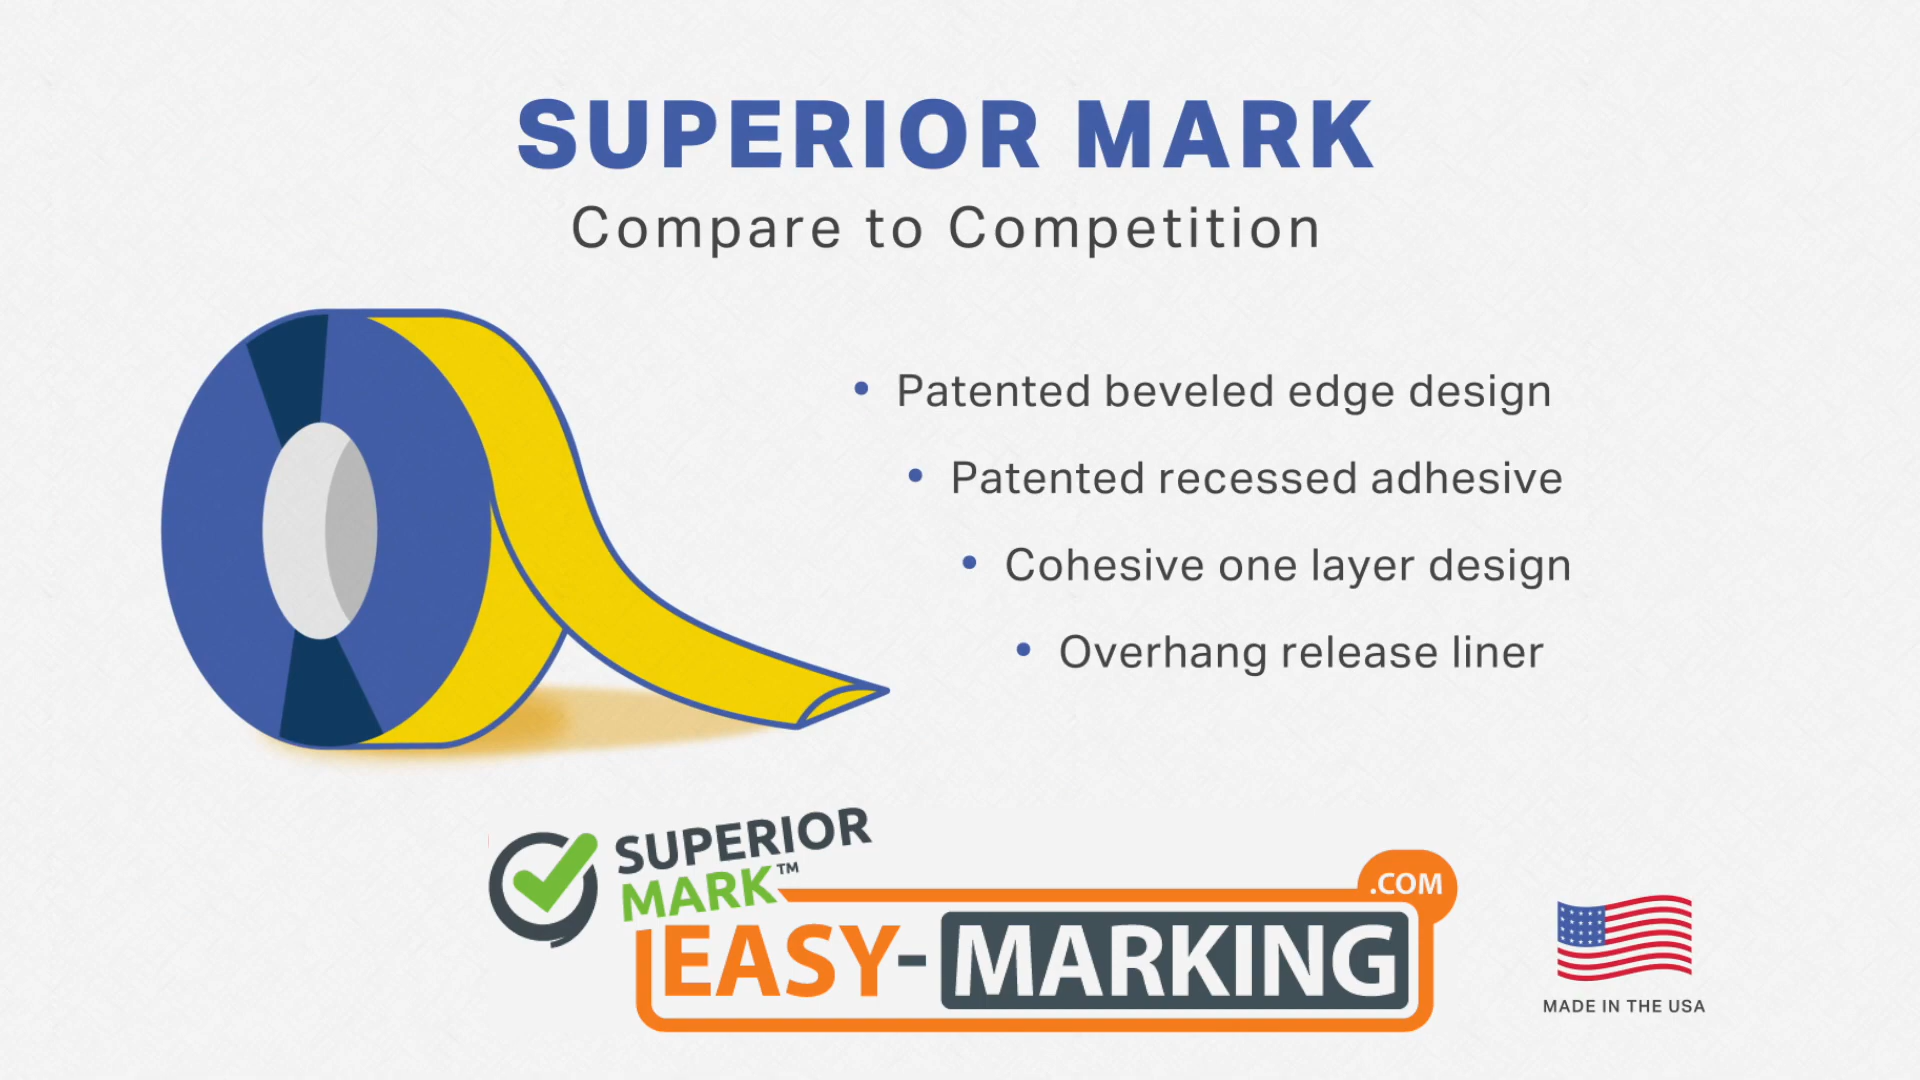 SUPERIOR MARK
Compare to Competition
• Patented beveled edge design
• Patented recessed adhesive
• Cohesive one layer design
• Overhang release liner
SUPERIOR
MARK™
.COM
EASY-MARKING
MADE IN THE USA